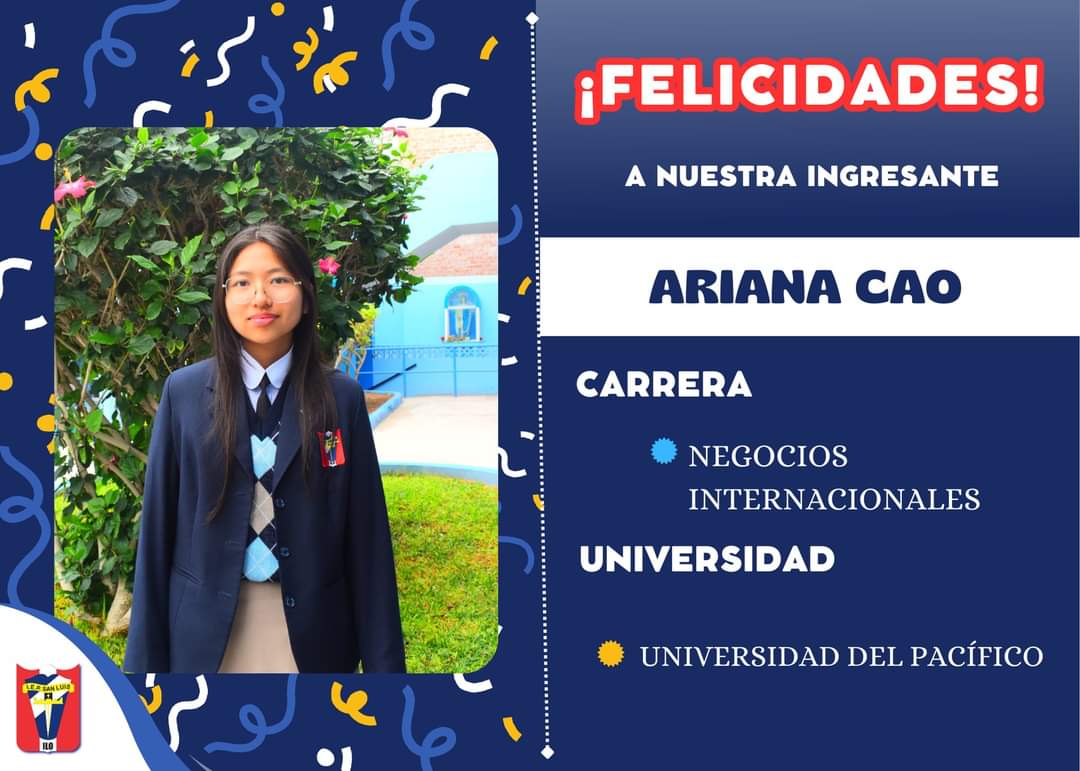 ¡FELICIDADES!
A NUESTRA INGRESANTE
ARIANA CAO
CARRERA
NEGOCIOS
INTERNACIONALES
UNIVERSIDAD
UNIVERSIDAD DEL PACÍFICO
I.E.P. SAN LUIS
ILO